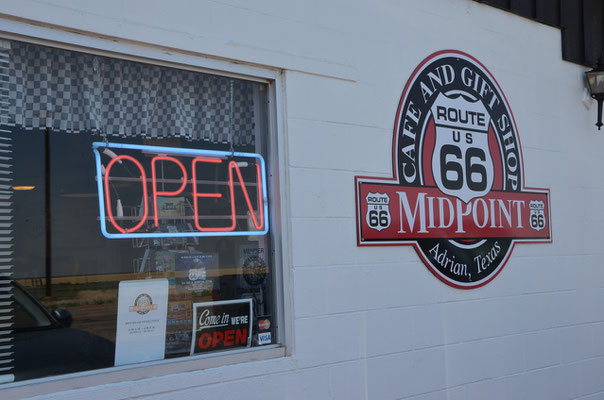 OPEN
Come in WE'RE
OPEN
VISA
CAFE AND GIFT SHOP
ROUTE
US
66
ROUTE
US
66
MIDPOINT
ROUTE
US
66
Adrian, Texas